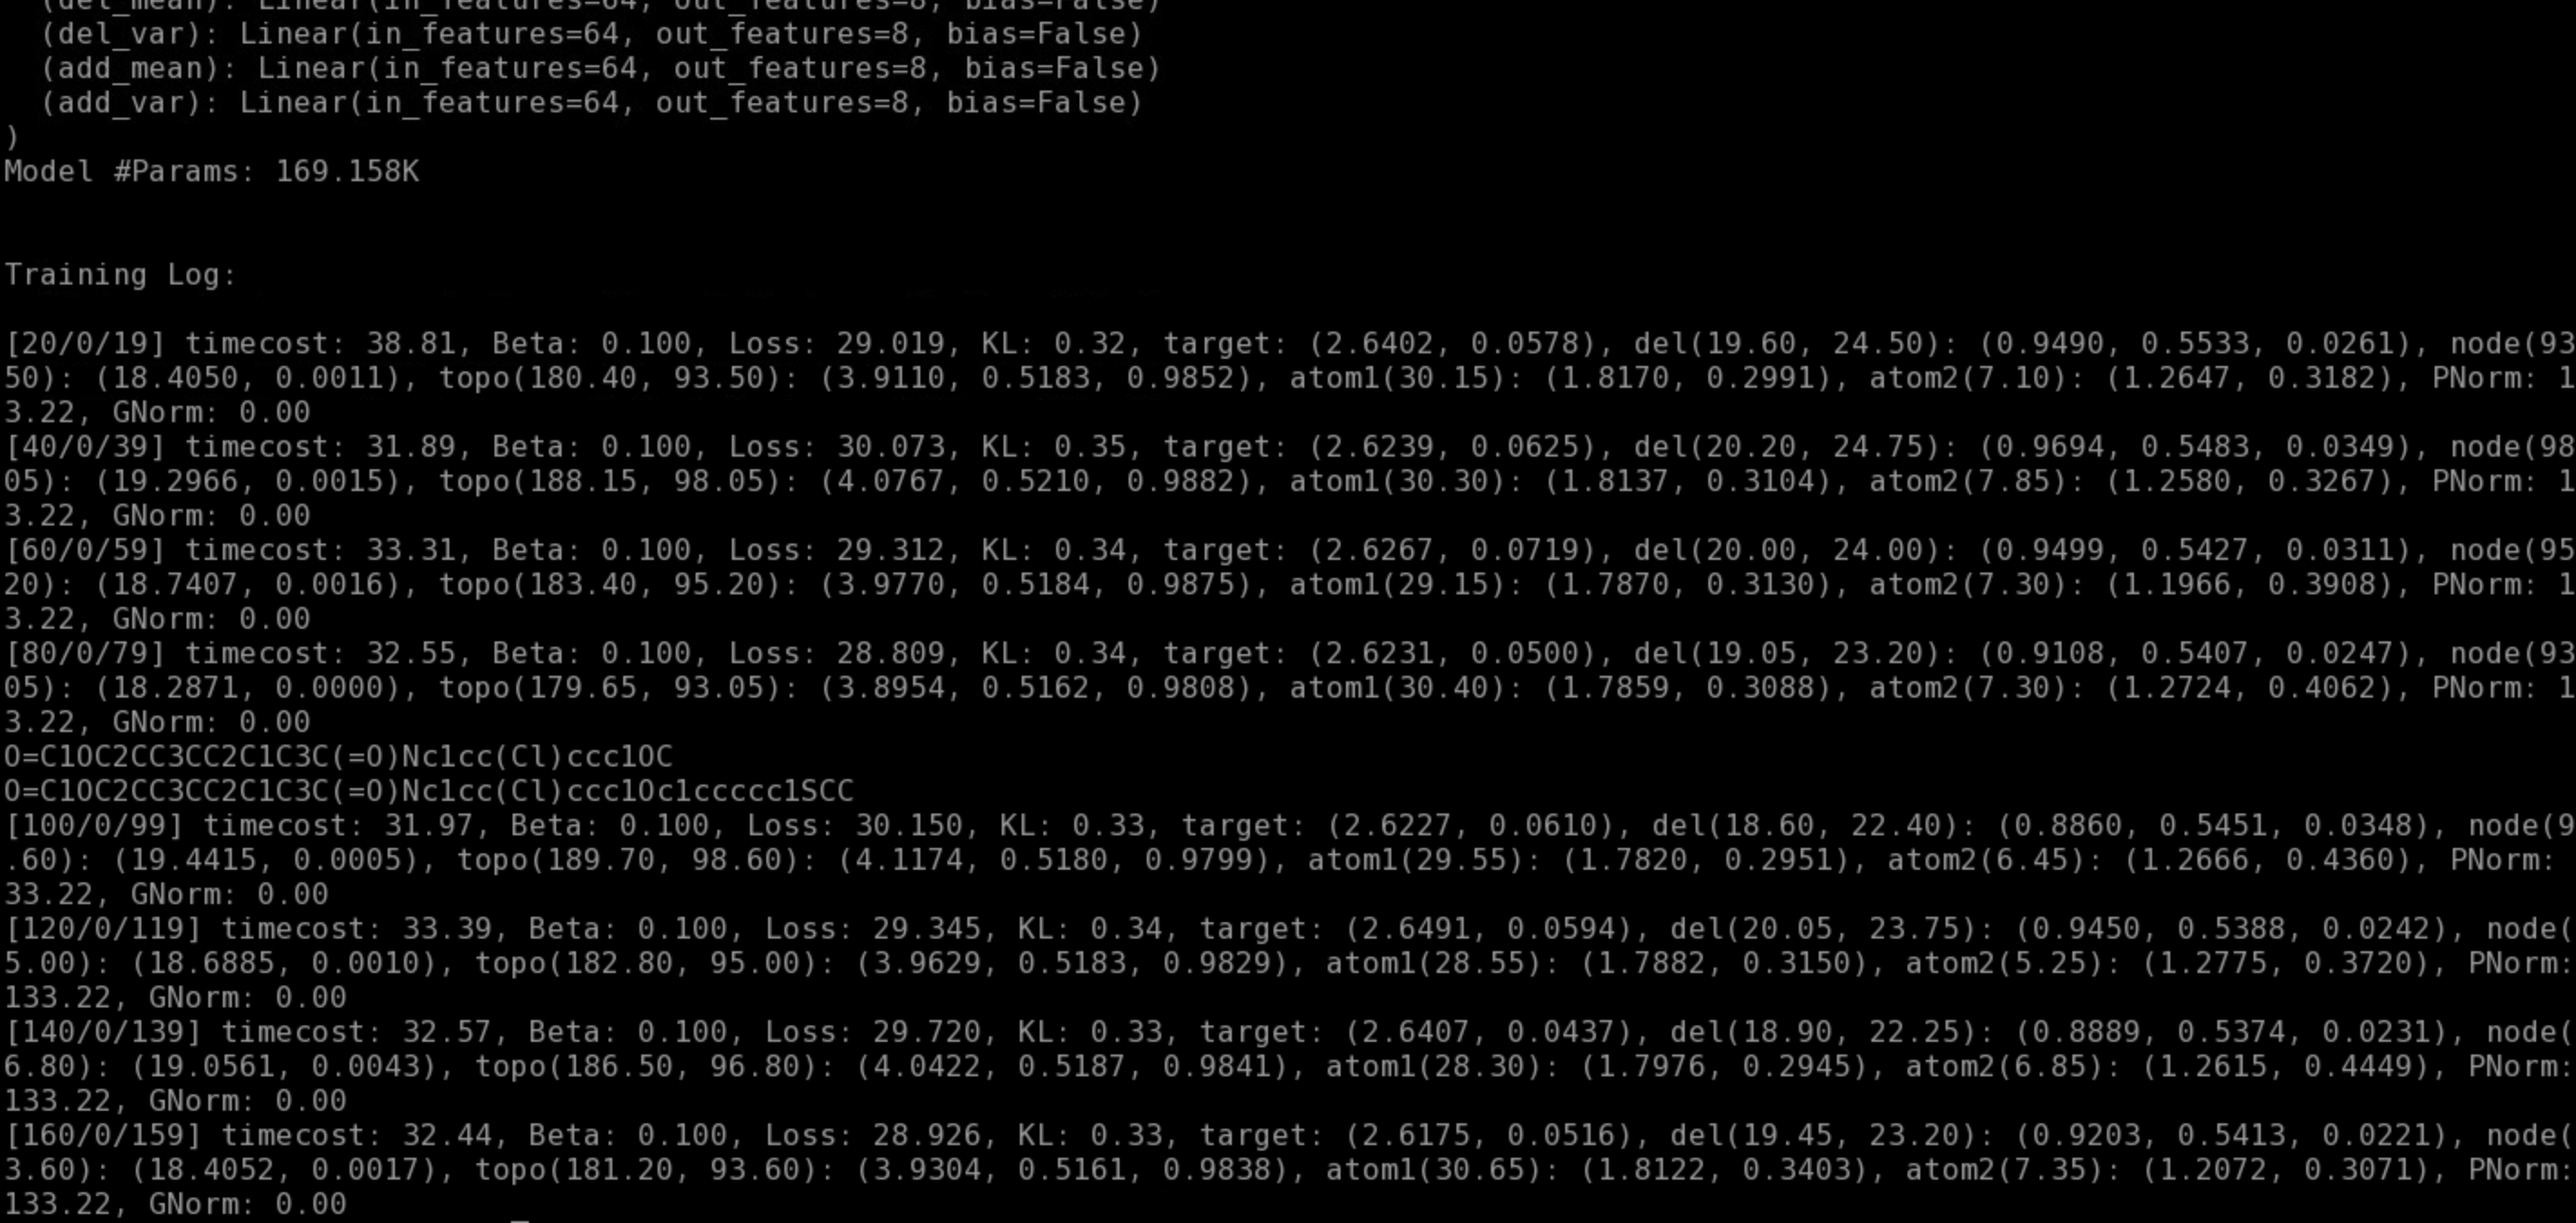 (del_mean): Linear(in_features=64, out_features=8, bias=False)
(del_var): Linear(in_features=64, out_features=8, bias=False)
(add_mean): Linear(in_features=64, out_features=8, bias=False)
(add_var): Linear(in_features=64, out_features=8, bias=False)
)
Model #Params: 169.158K
Training Log:
[20/0/19] timecost: 38.81, Beta: 0.100, Loss: 29.019, KL: 0.32, target: (2.6402, 0.0578), del(19.60, 24.50): (0.9490, 0.5533, 0.0261), node(93
50): (18.4050, 0.0011), topo(180.40, 93.50): (3.9110, 0.5183, 0.9852), atom1(30.15): (1.8170, 0.2991), atom2(7.10): (1.2647, 0.3182), PNorm: 1
3.22, GNorm: 0.00
[40/0/39] timecost: 31.89, Beta: 0.100, Loss: 30.073, KL: 0.35, target: (2.6239, 0.0625), del(20.20, 24.75): (0.9694, 0.5483, 0.0349), node(98
05): (19.2966, 0.0015), topo(188.15, 98.05): (4.0767, 0.5210, 0.9882), atom1(30.30): (1.8137, 0.3104), atom2(7.85): (1.2580, 0.3267), PNorm: 1
3.22, GNorm: 0.00
[60/0/59] timecost: 33.31, Beta: 0.100, Loss: 29.312, KL: 0.34, target: (2.6267, 0.0719), del(20.00, 24.00): (0.9499, 0.5427, 0.0311), node(95
20): (18.7407, 0.0016), topo(183.40, 95.20): (3.9770, 0.5184, 0.9875), atom1(29.15): (1.7870, 0.3130), atom2(7.30): (1.1966, 0.3908), PNorm: 1
3.22, GNorm: 0.00
[80/0/79] timecost: 32.55, Beta: 0.100, Loss: 28.809, KL: 0.34, target: (2.6231, 0.0500), del(19.05, 23.20): (0.9108, 0.5407, 0.0247), node(93
05): (18.2871, 0.0000), topo(179.65, 93.05): (3.8954, 0.5162, 0.9808), atom1(30.40): (1.7859, 0.3088), atom2(7.30): (1.2724, 0.4062), PNorm: 1
3.22, GNorm: 0.00
O=C1OC2CC3CC2C1C3C(=O)Nc1cc(Cl)ccc1OC
O=C1OC2CC3CC2C1C3C(=O)Nc1cc(Cl)ccc1Oc1ccccc1SCC
[100/0/99] timecost: 31.97, Beta: 0.100, Loss: 30.150, KL: 0.33, target: (2.6227, 0.0610), del(18.60, 22.40): (0.8860, 0.5451, 0.0348), node(9
.60): (19.4415, 0.0005), topo(189.70, 98.60): (4.1174, 0.5180, 0.9799), atom1(29.55): (1.7820, 0.2951), atom2(6.45): (1.2666, 0.4360), PNorm:
33.22, GNorm: 0.00
[120/0/119] timecost: 33.39, Beta: 0.100, Loss: 29.345, KL: 0.34, target: (2.6491, 0.0594), del(20.05, 23.75): (0.9450, 0.5388, 0.0242), node(
5.00): (18.6885, 0.0010), topo(182.80, 95.00): (3.9629, 0.5183, 0.9829), atom1(28.55): (1.7882, 0.3150), atom2(5.25): (1.2775, 0.3720), PNorm:
133.22, GNorm: 0.00
[140/0/139] timecost: 32.57, Beta: 0.100, Loss: 29.720, KL: 0.33, target: (2.6407, 0.0437), del(18.90, 22.25): (0.8889, 0.5374, 0.0231), node(
6.80): (19.0561, 0.0043), topo(186.50, 96.80): (4.0422, 0.5187, 0.9841), atom1(28.30): (1.7976, 0.2945), atom2(6.85): (1.2615, 0.4449), PNorm:
133.22, GNorm: 0.00
[160/0/159] timecost: 32.44, Beta: 0.100, Loss: 28.926, KL: 0.33, target: (2.6175, 0.0516), del(19.45, 23.20): (0.9203, 0.5413, 0.0221), node(
3.60): (18.4052, 0.0017), topo(181.20, 93.60): (3.9304, 0.5161, 0.9838), atom1(30.65): (1.8122, 0.3403), atom2(7.35): (1.2072, 0.3071), PNorm:
133.22, GNorm: 0.00